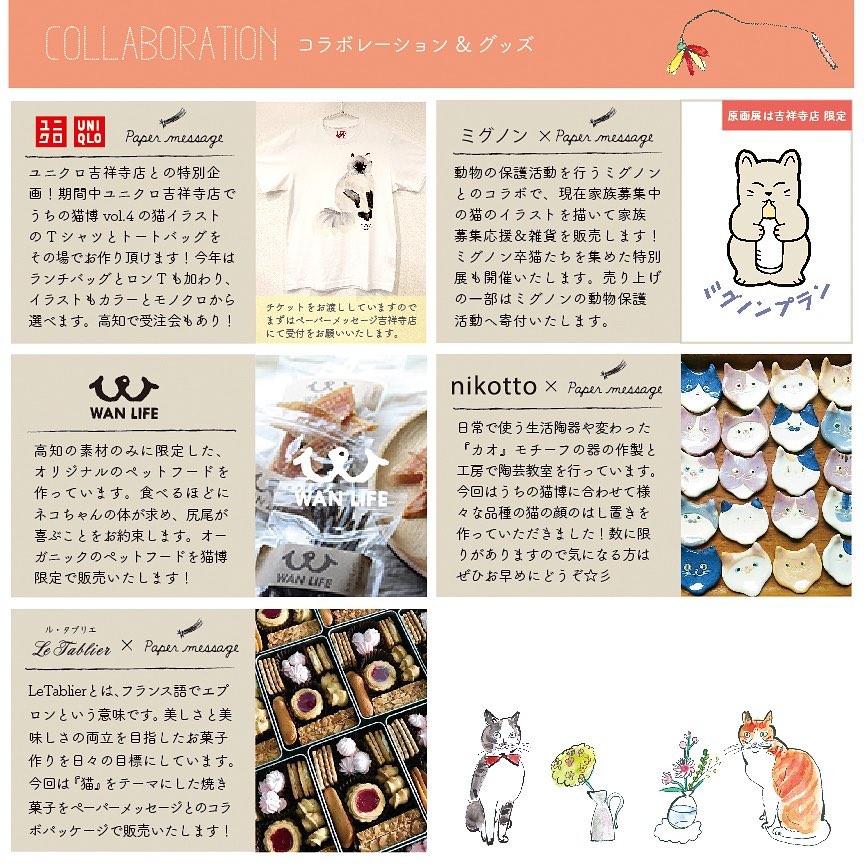 COLLABORATION コラボレーション & グッズ
ユニクロ UNIQLO Paper message
ユニクロ吉祥寺店との特別企
画！期間中ユニクロ吉祥寺店で
うちの猫博 vol.4 の猫イラスト
の T シャツとトートバッグを
その場でお作り頂けます！今年は
ランチバッグとロンTも加わり、
イラストもカラーとモノクロから
選べます。高知で受注会もあり！
チケットをお渡ししていますので
まずはペーパーメッセージ吉祥寺店
にて受付をお願いいたします。
ミグノン ×Paper message
動物の保護活動を行うミグノン
とのコラボで、現在家族募集中
の猫のイラストを描いて家族
募集応援&雑貨を販売します！
ミグノン卒猫たちを集めた特別
展も開催いたします。売り上げ
の一部はミグノンの動物保護
活動へ寄付いたします。
原画展は吉祥寺店 限定
ミグノンプラン
WAN LIFE
高知の素材のみに限定した、
オリジナルのペットフードを
作っています。食べるほどに
ネコちゃんの体が求め、尻尾が
喜ぶことをお約束します。オー
ガニックのペットフードを猫博
限定で販売いたします！
WAN LIFE
WAN LIFE
nikotto × Paper message
日常で使う生活陶器や変わった
『カオ』モチーフの器の作製と
工房で陶芸教室を行っています。
今回はうちの猫博に合わせて様
々な品種の猫の顔のはし置きを
作っていただきました！数に限
りがありますので気になる方は
ぜひお早めにどうぞ☆彡
ル・タブリエ
Le Tablier × Paper message
LeTablierとは、フランス語でエプ
ロンという意味です。美しさと美
味しさの両立を目指したお菓子
作りを日々の目標にしています。
今回は『猫』をテーマにした焼き
菓子をペーパーメッセージとのコラ
ボパッケージで販売いたします！